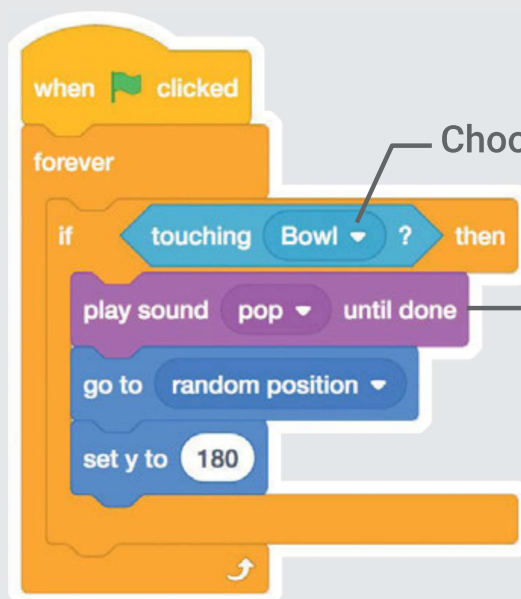 when clicked
forever
Choo
if touching Bowl ? then
play sound pop until done
go to random position
set y to 180